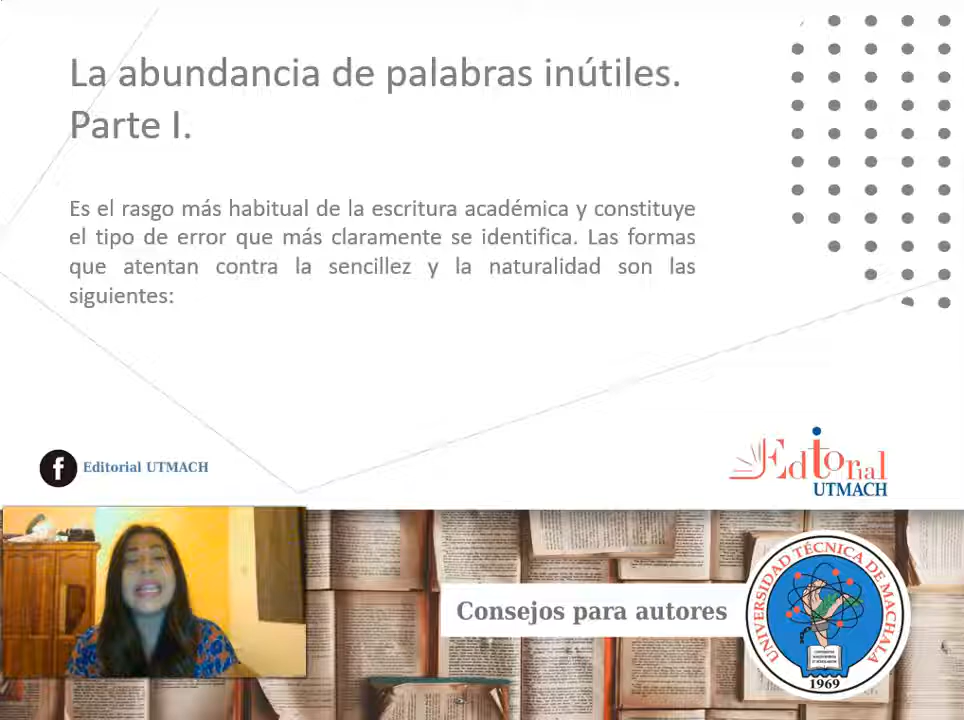 La abundancia de palabras inútiles.
Parte I.
Es el rasgo más habitual de la escritura académica y constituye
el tipo de error que más claramente se identifica. Las formas
que atentan contra la sencillez y la naturalidad son las
siguientes:
f Editorial UTMACH
Editorial
UTMACH
Consejos para autores
UNIVERSIDAD TÉCNICA DE MACHALA
1969